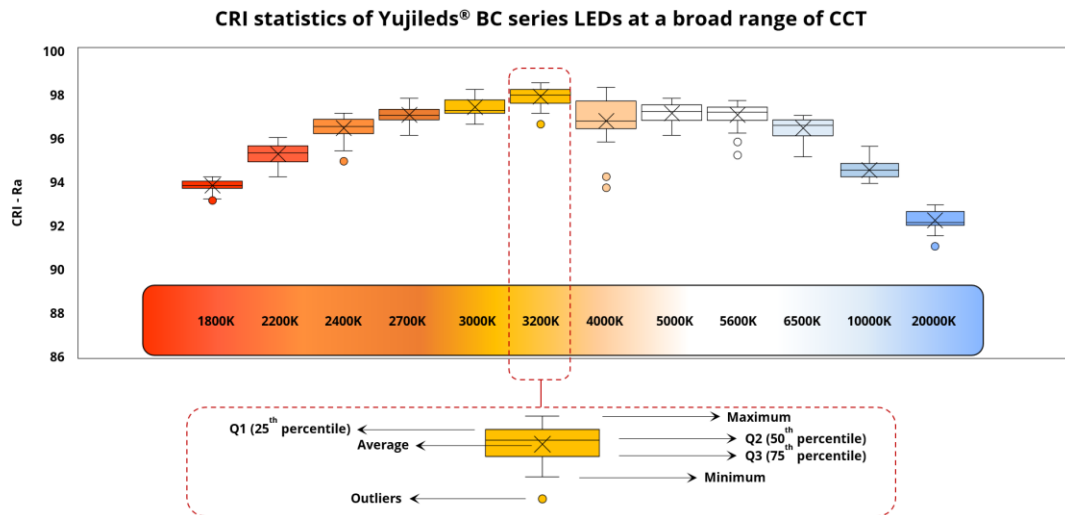 CRI statistics of Yujileds® BC series LEDs at a broad range of CCT
CRI - Ra
100
98
96
94
92
90
88
86
1800K 2200K 2400K 2700K 3000K 3200K 4000K 5000K 5600K 6500K 10000K 20000K
Maximum
Q1 (25th percentile)
Q2 (50th percentile)
Average
Q3 (75th percentile)
Minimum
Outliers